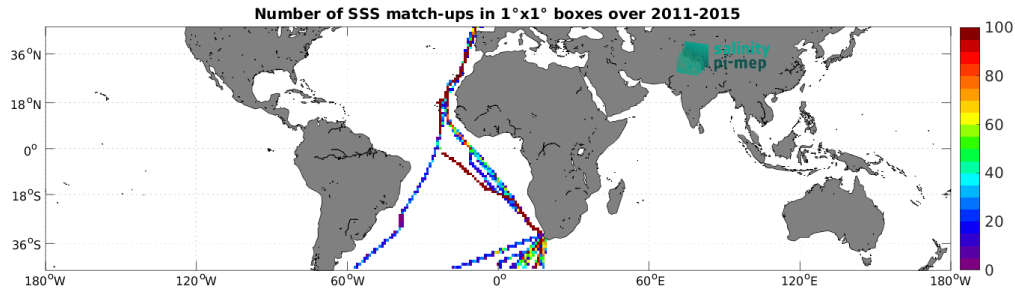 Number of SSS match-ups in 1°x1° boxes over 2011-2015
100
80
60
40
20
0
36°N
18°N
0°
18°S
36°S
salinity
pi-mep
180°W
120°W
60°W
0°
60°E
120°E
180°W